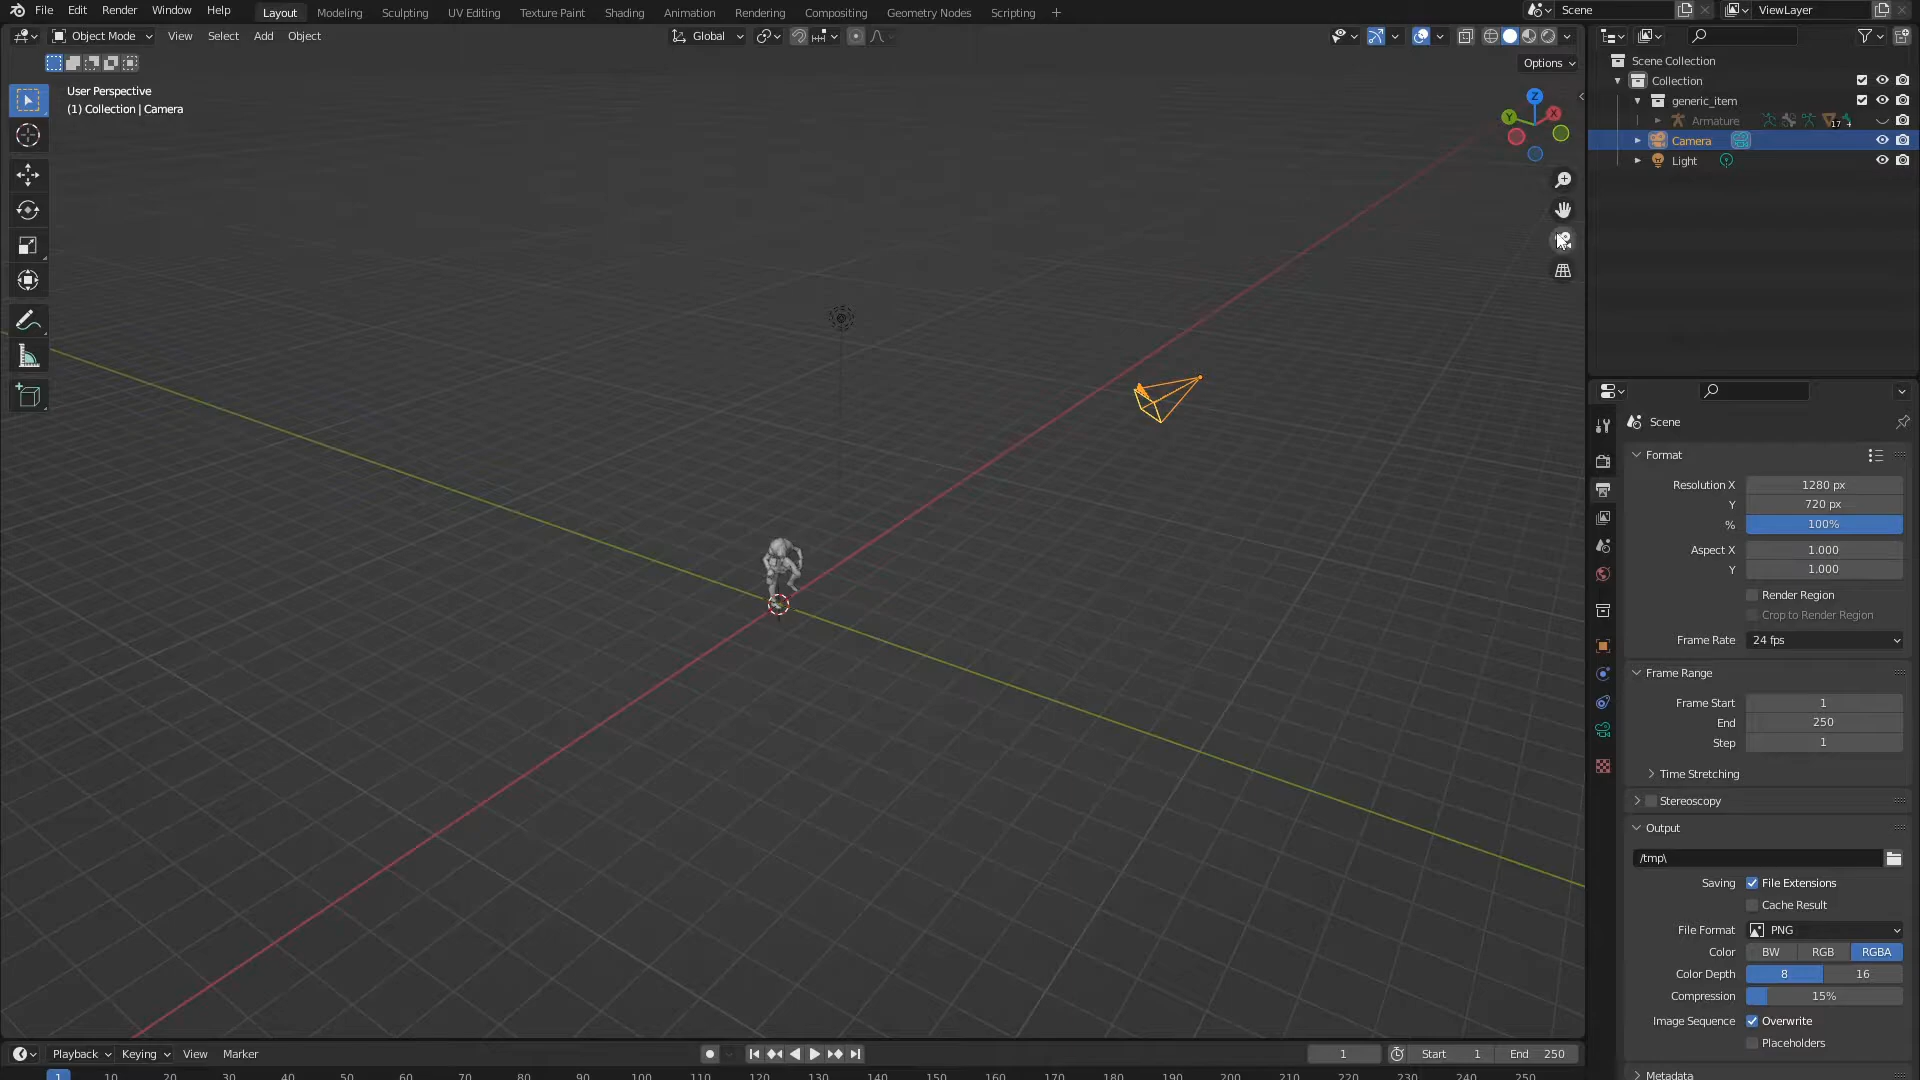 File Edit Render Window Help Layout Modeling Sculpting UV Editing Texture Paint Shading Animation Rendering Compositing Geometry Nodes Scripting + Scene ViewLayer
Object Mode View Select Add Object Global
Options
User Perspective
(1) Collection | Camera
Z
X
Y
Scene Collection
Collection
generic_item
Armature 17
Camera
Light
Scene
Format
Resolution X 1280 px
Y 720 px
% 100%
Aspect X 1.000
Y 1.000
Render Region
Crop to Render Region
Frame Rate 24 fps
Frame Range
Frame Start 1
End 250
Step 1
Time Stretching
Stereoscopy
Output
/tmp\
Saving File Extensions
Cache Result
File Format PNG
Color BW RGB RGBA
Color Depth 8 16
Compression 15%
Image Sequence Overwrite
Placeholders
Metadata
Playback Keying View Marker 1 Start 1 End 250
1 10 20 30 40 50 60 70 80 90 100 110 120 130 140 150 160 170 180 190 200 210 220 230 240 250